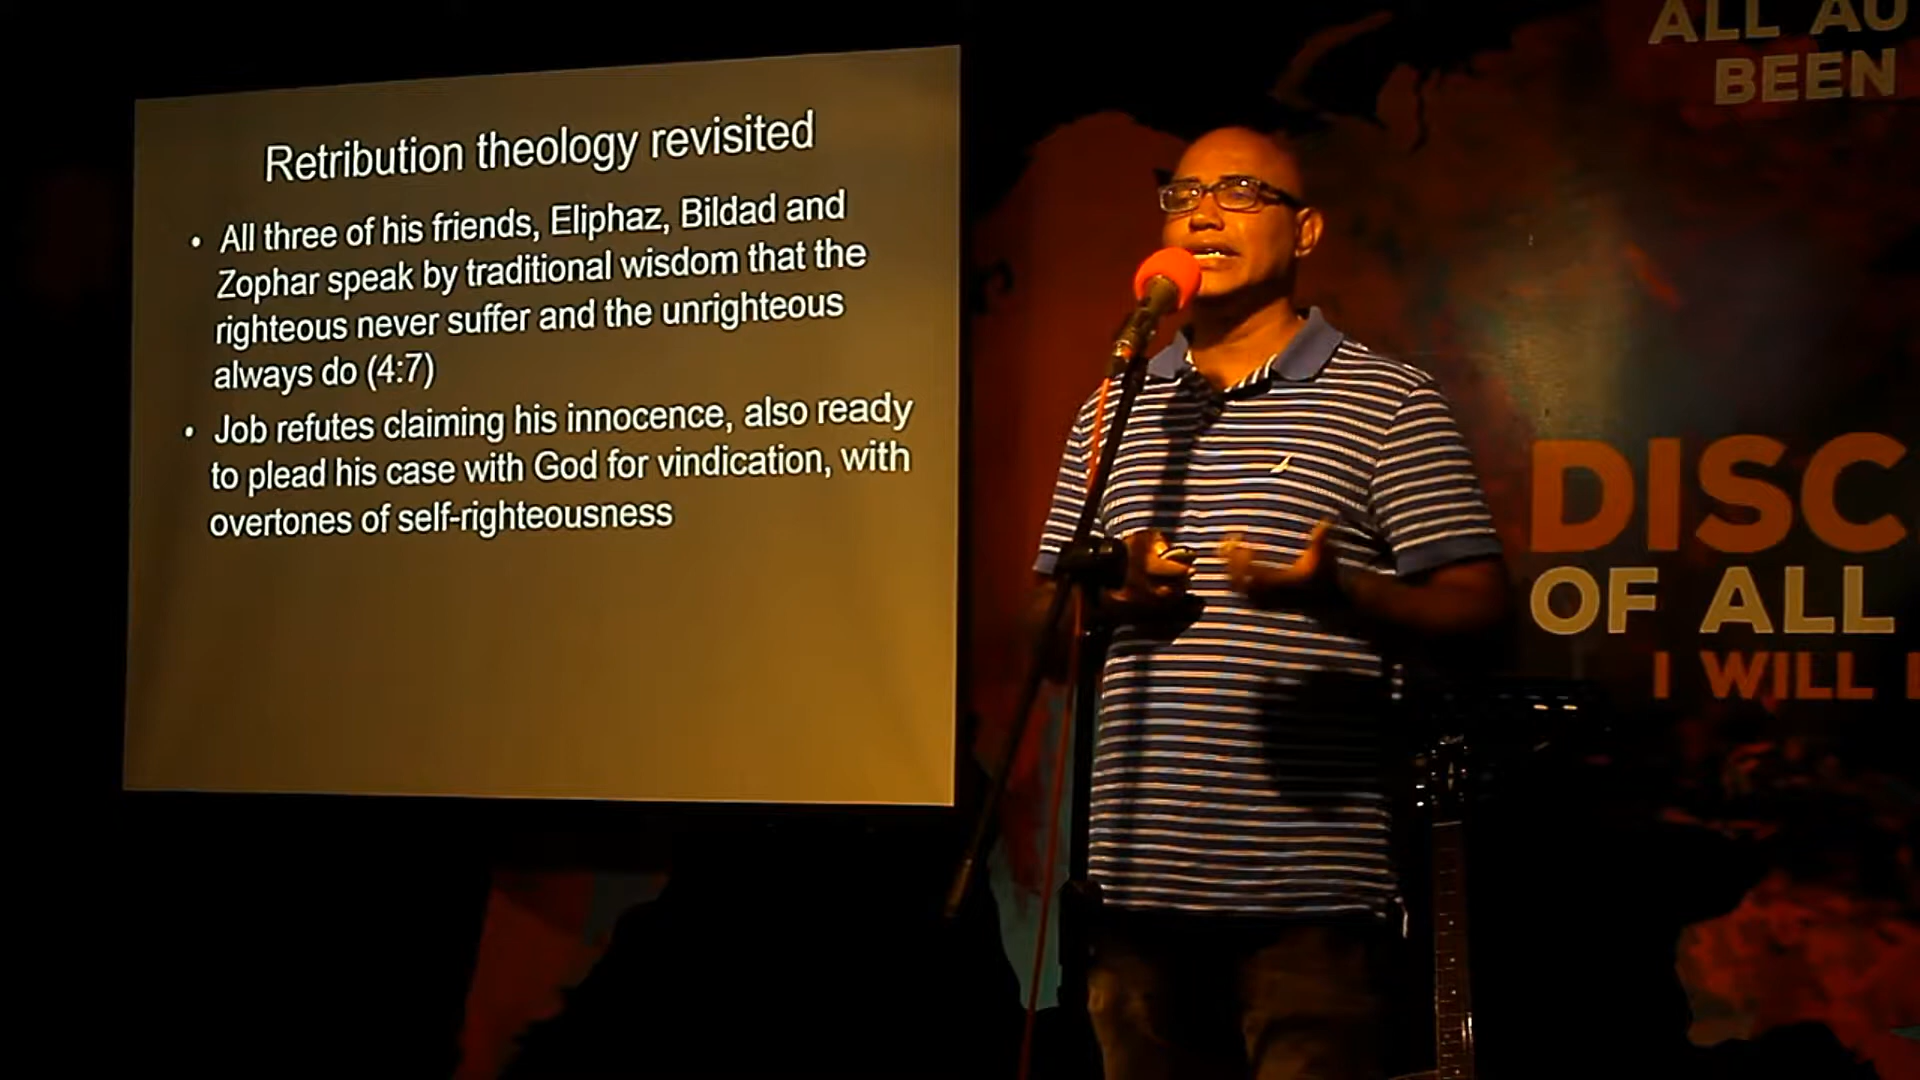 Retribution theology revisited
• All three of his friends, Eliphaz, Bildad and
Zophar speak by traditional wisdom that the
righteous never suffer and the unrighteous
always do (4:7)
• Job refutes claiming his innocence, also ready
to plead his case with God for vindication, with
overtones of self-righteousness
ALL AU
BEEN
DISC
OF ALL
I WILL